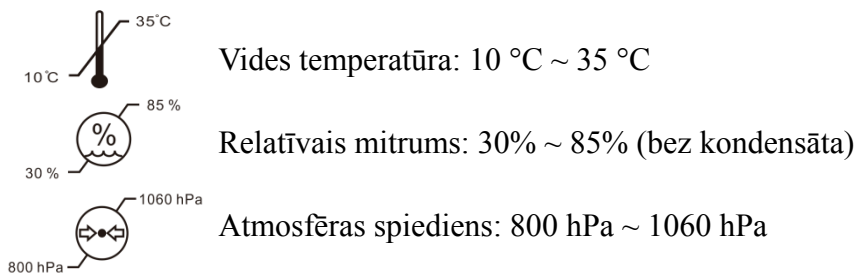 35°C
10°C
Vides temperatūra: 10 °C ~ 35 °C
85 %
%
30 %
Relatīvais mitrums: 30% ~ 85% (bez kondensāta)
1060 hPa
800 hPa
Atmosfēras spiediens: 800 hPa ~ 1060 hPa